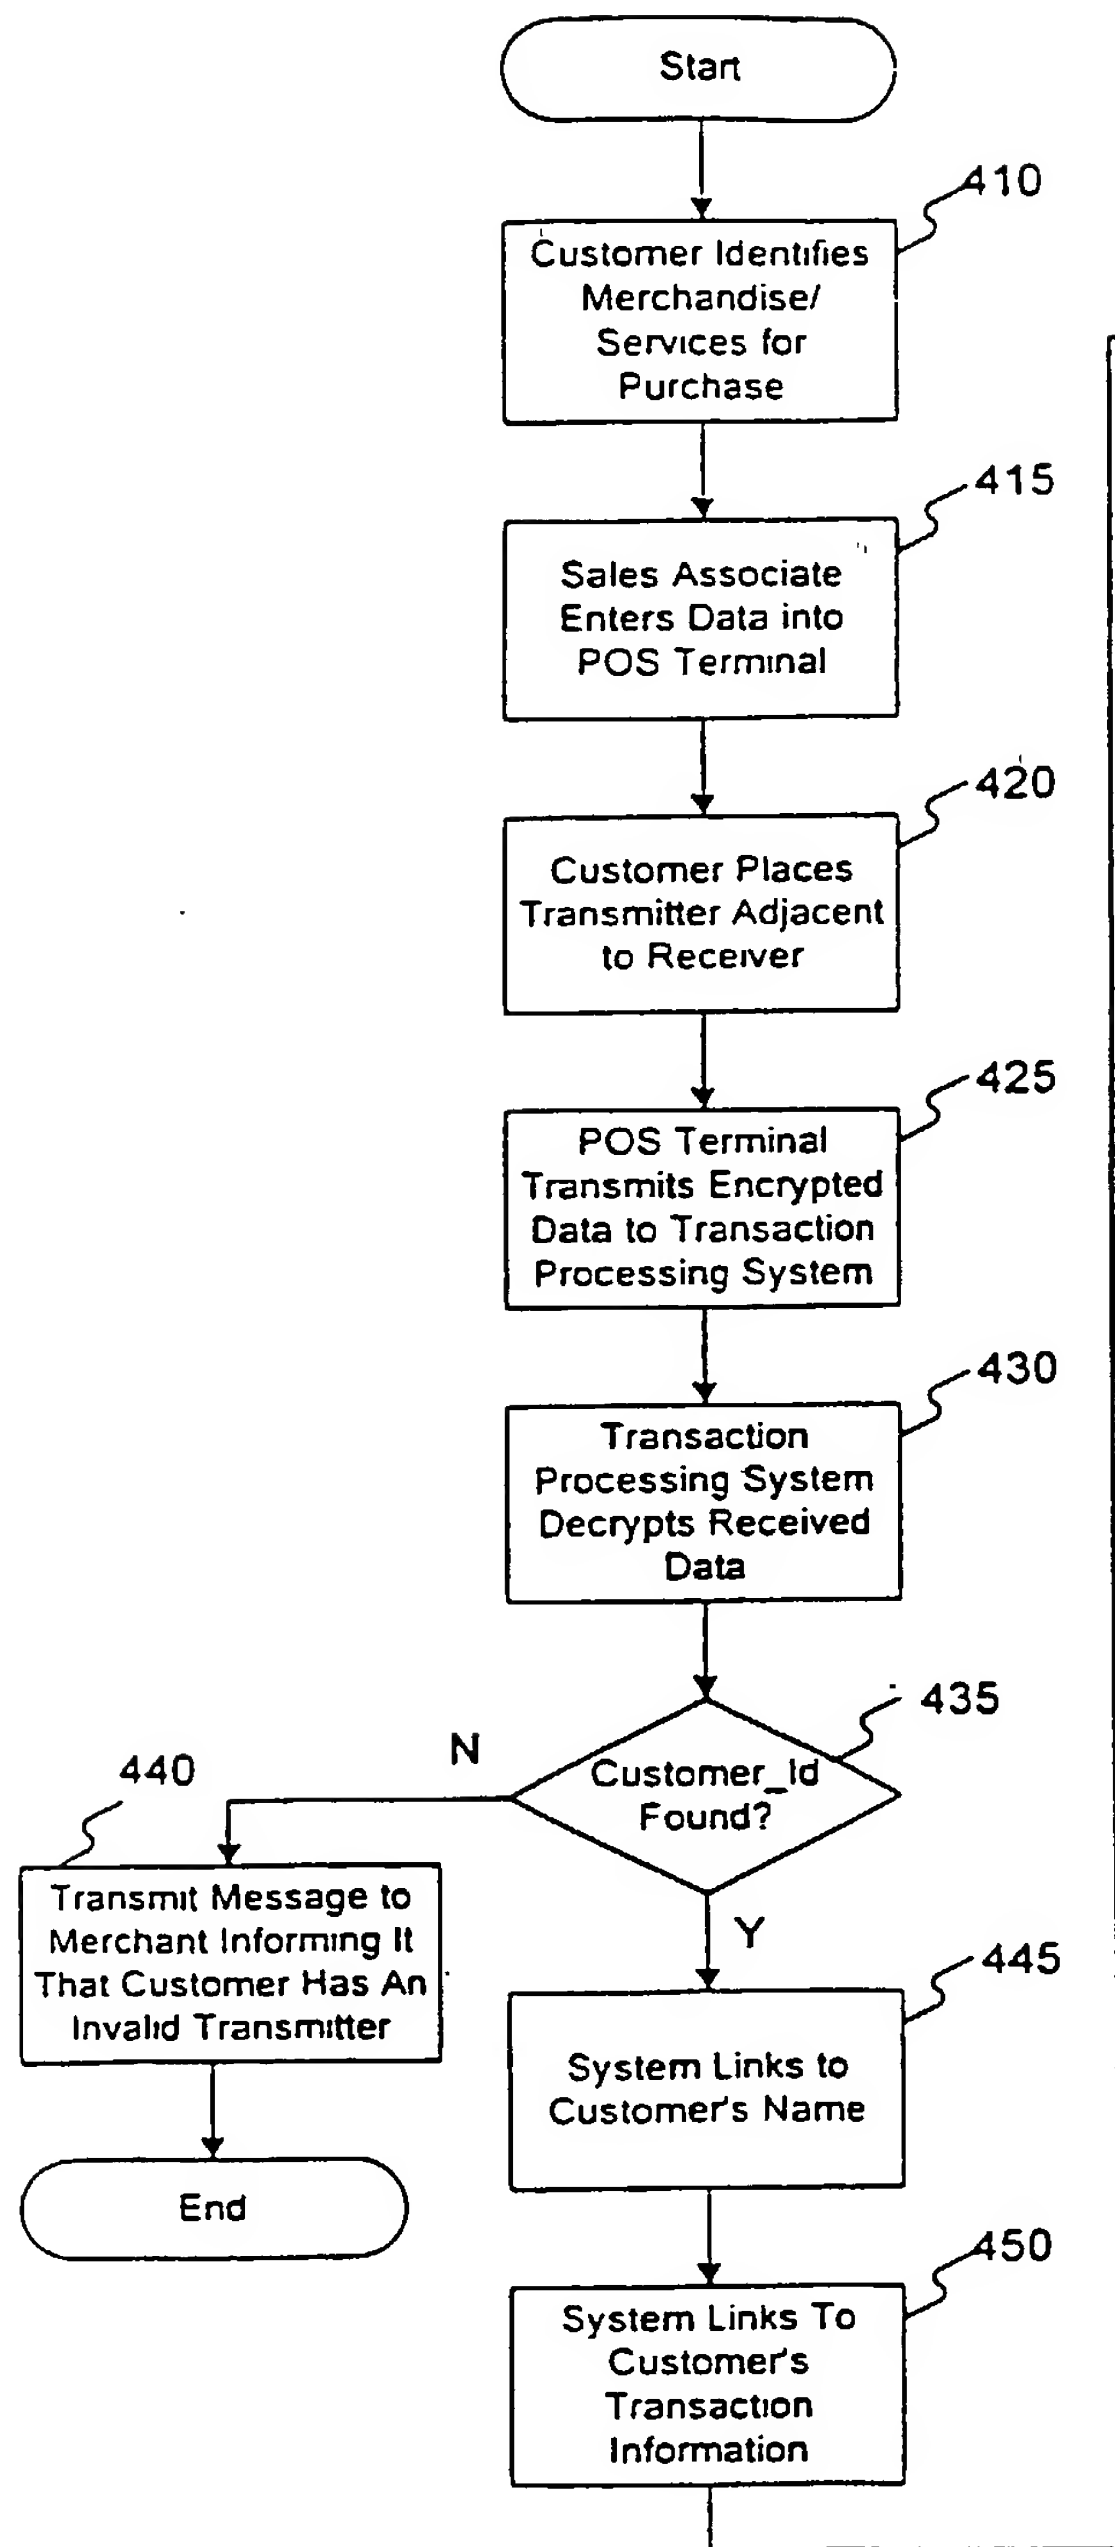 Start
410
Customer Identifies
Merchandise/
Services for
Purchase
415
Sales Associate
Enters Data into
POS Terminal
420
Customer Places
Transmitter Adjacent
to Receiver
425
POS Terminal
Transmits Encrypted
Data to Transaction
Processing System
430
Transaction
Processing System
Decrypts Received
Data
435
Customer_Id
Found?
N
440
Transmit Message to
Merchant Informing It
That Customer Has An
Invalid Transmitter
End
Y
445
System Links to
Customer's Name
450
System Links To
Customer's
Transaction
Information